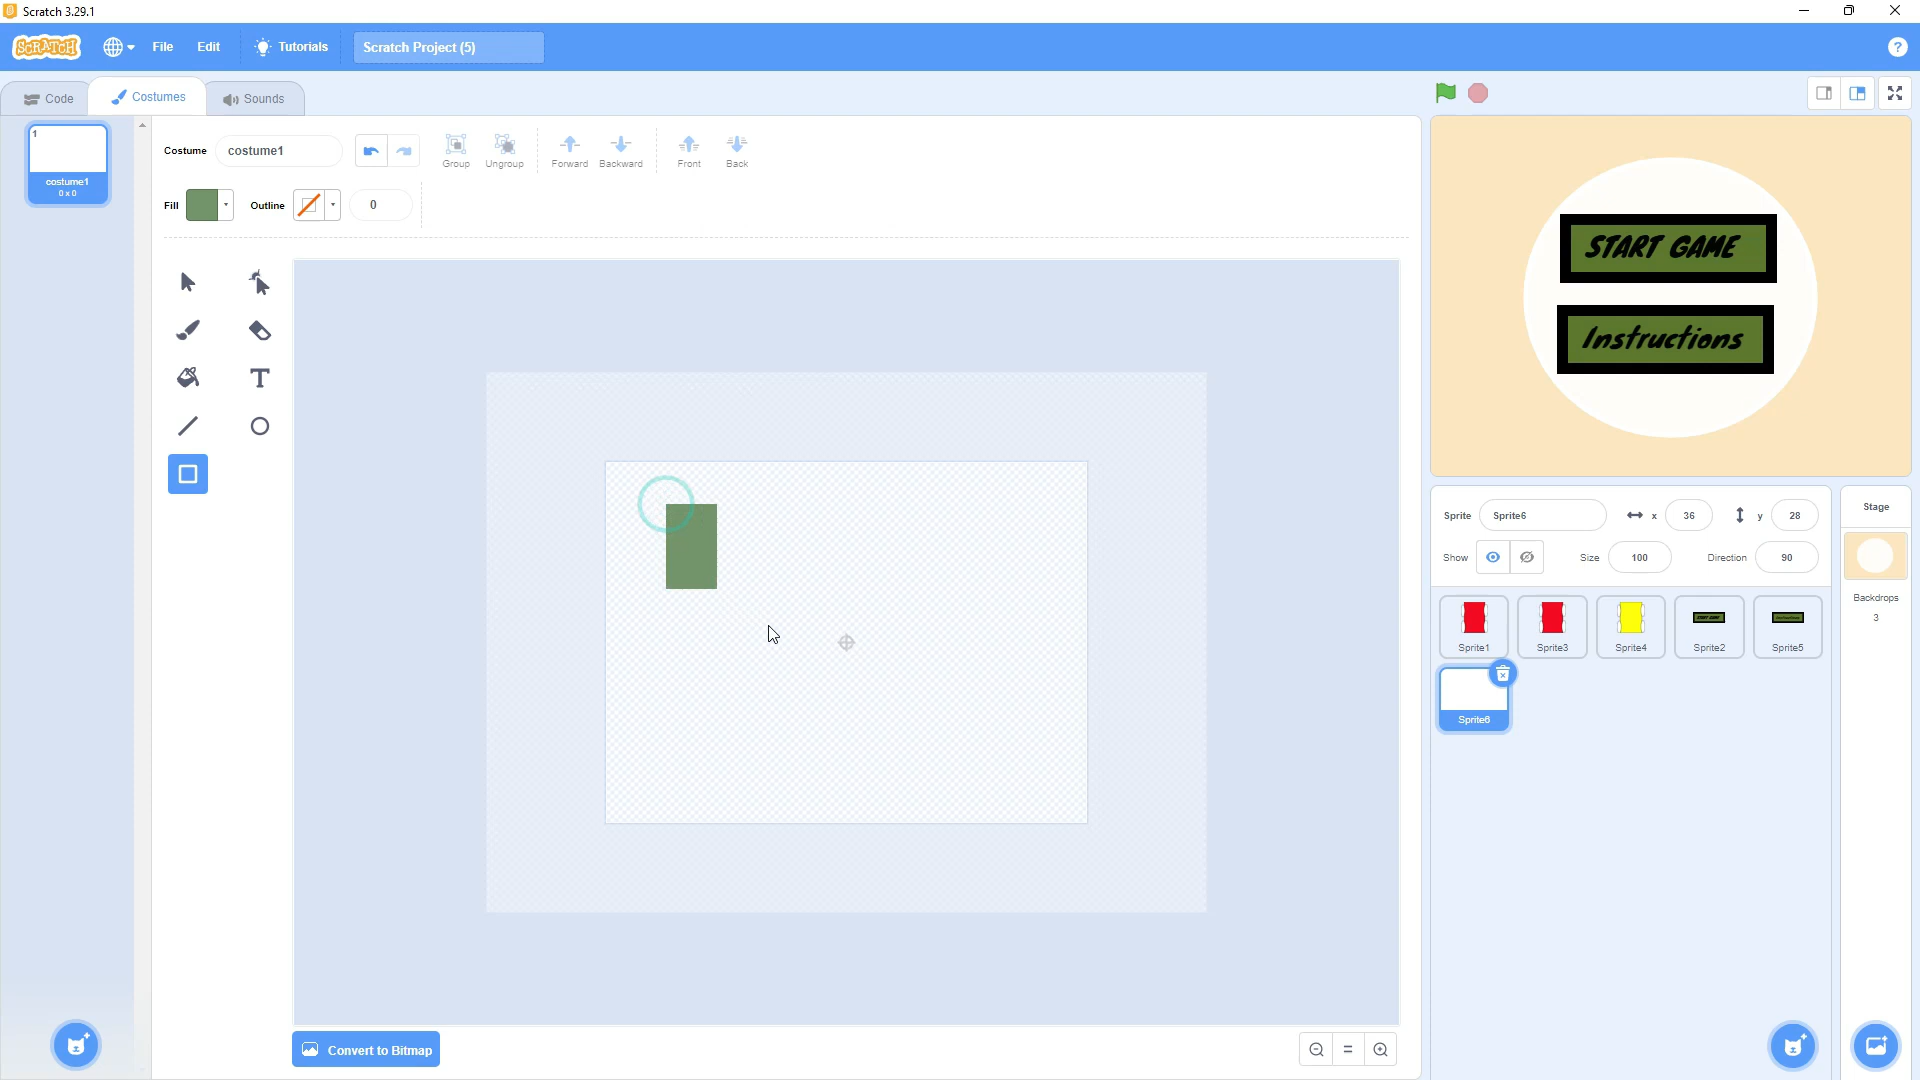 Scratch 3.29.1
SCRATCH File Edit Tutorials Scratch Project (5) ?
Code Costumes Sounds
1
costume1
0 x 0
Costume costume1 Group Ungroup Forward Backward Front Back
Fill Outline 0
T
START GAME
Instructions
Sprite Sprite6 x 36 y 28
Show Size 100 Direction 90
Sprite1 Sprite3 Sprite4 Sprite2 Sprite5
Sprite6
Stage
Backdrops
3
Convert to Bitmap